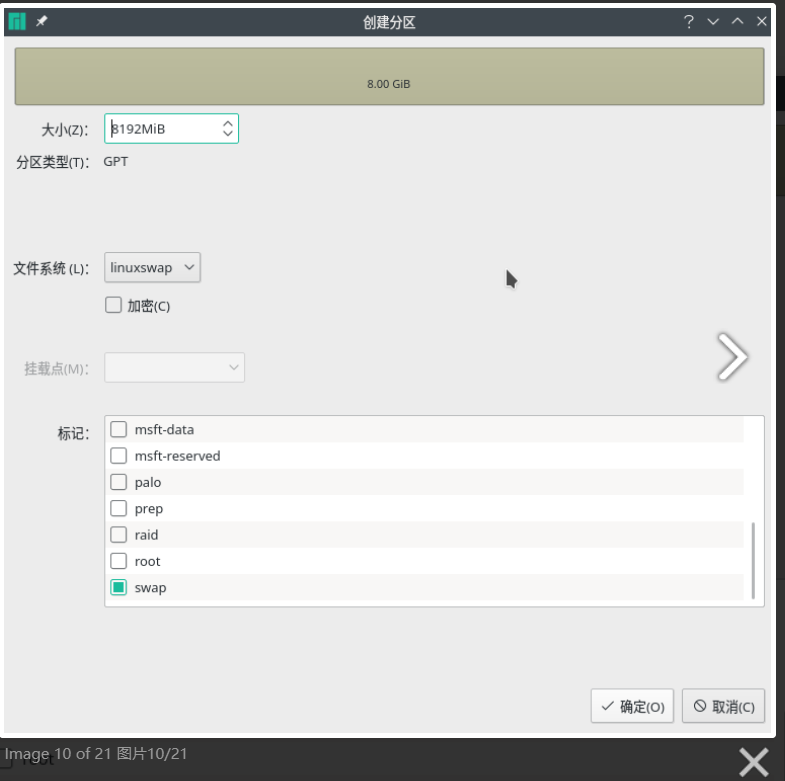 创建分区
8.00 GiB
大小(Z)： 8192MiB
分区类型(T)： GPT
文件系统 (L)： linuxswap
加密(C)
挂载点(M)：
标记：
msft-data
msft-reserved
palo
prep
raid
root
swap
确定(O) 取消(C)
Image 10 of 21 图片10/21